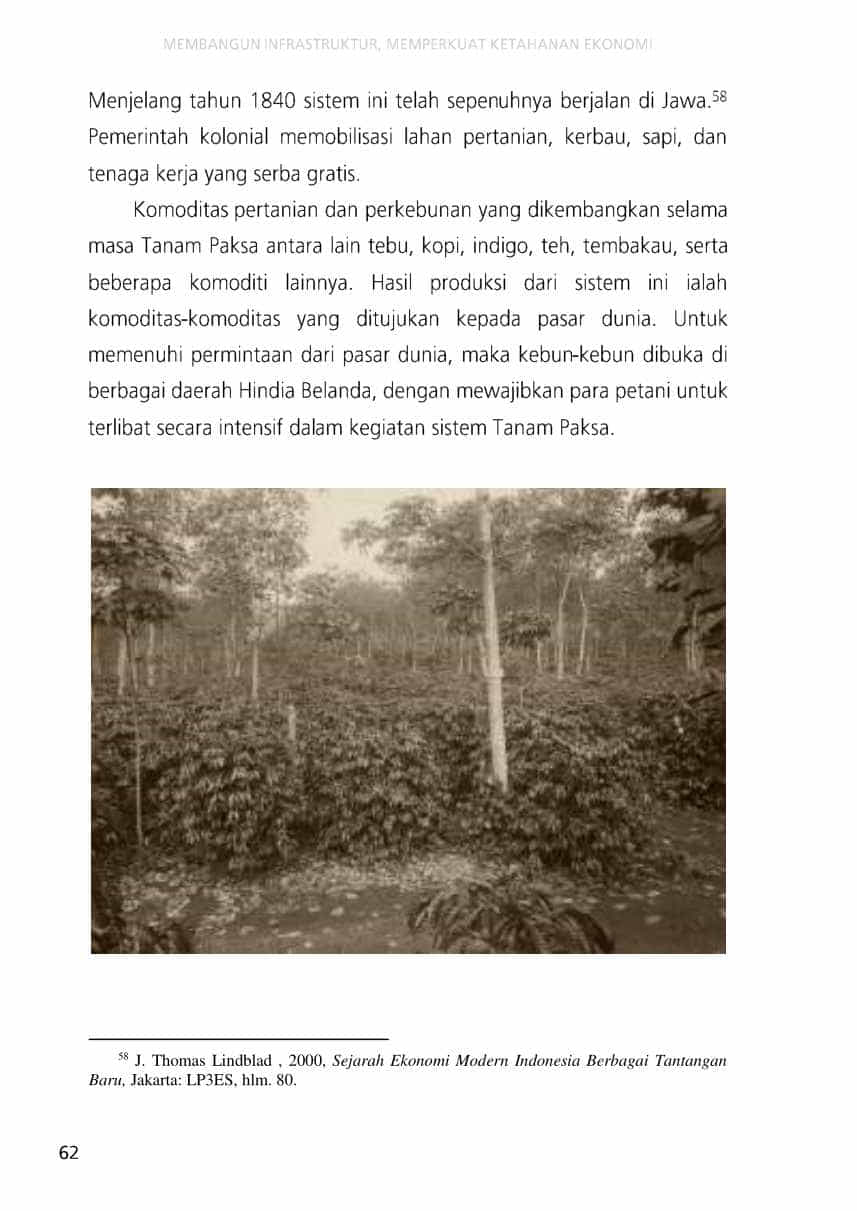 MEMBANGUN INFRASTRUKTUR, MEMPERKUAT KETAHANAN EKONOMI
Menjelang tahun 1840 sistem ini telah sepenuhnya berjalan di Jawa.58
Pemerintah kolonial memobilisasi lahan pertanian, kerbau, sapi, dan
tenaga kerja yang serba gratis.
Komoditas pertanian dan perkebunan yang dikembangkan selama
masa Tanam Paksa antara lain tebu, kopi, indigo, teh, tembakau, serta
beberapa komoditi lainnya. Hasil produksi dari sistem ini ialah
komoditas-komoditas yang ditujukan kepada pasar dunia. Untuk
memenuhi permintaan dari pasar dunia, maka kebun-kebun dibuka di
berbagai daerah Hindia Belanda, dengan mewajibkan para petani untuk
terlibat secara intensif dalam kegiatan sistem Tanam Paksa.
58 J. Thomas Lindblad , 2000, Sejarah Ekonomi Modern Indonesia Berbagai Tantangan
Baru, Jakarta: LP3ES, hlm. 80.
62